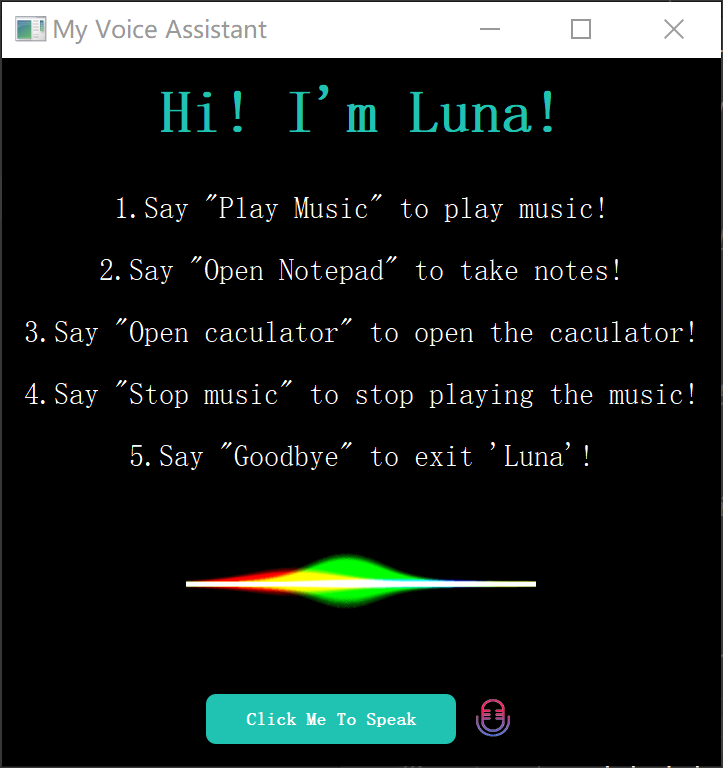 My Voice Assistant
Hi! I'm Luna!
1.Say "Play Music" to play music!
2.Say "Open Notepad" to take notes!
3.Say "Open caculator" to open the caculator!
4.Say "Stop music" to stop playing the music!
5.Say "Goodbye" to exit 'Luna'!
Click Me To Speak